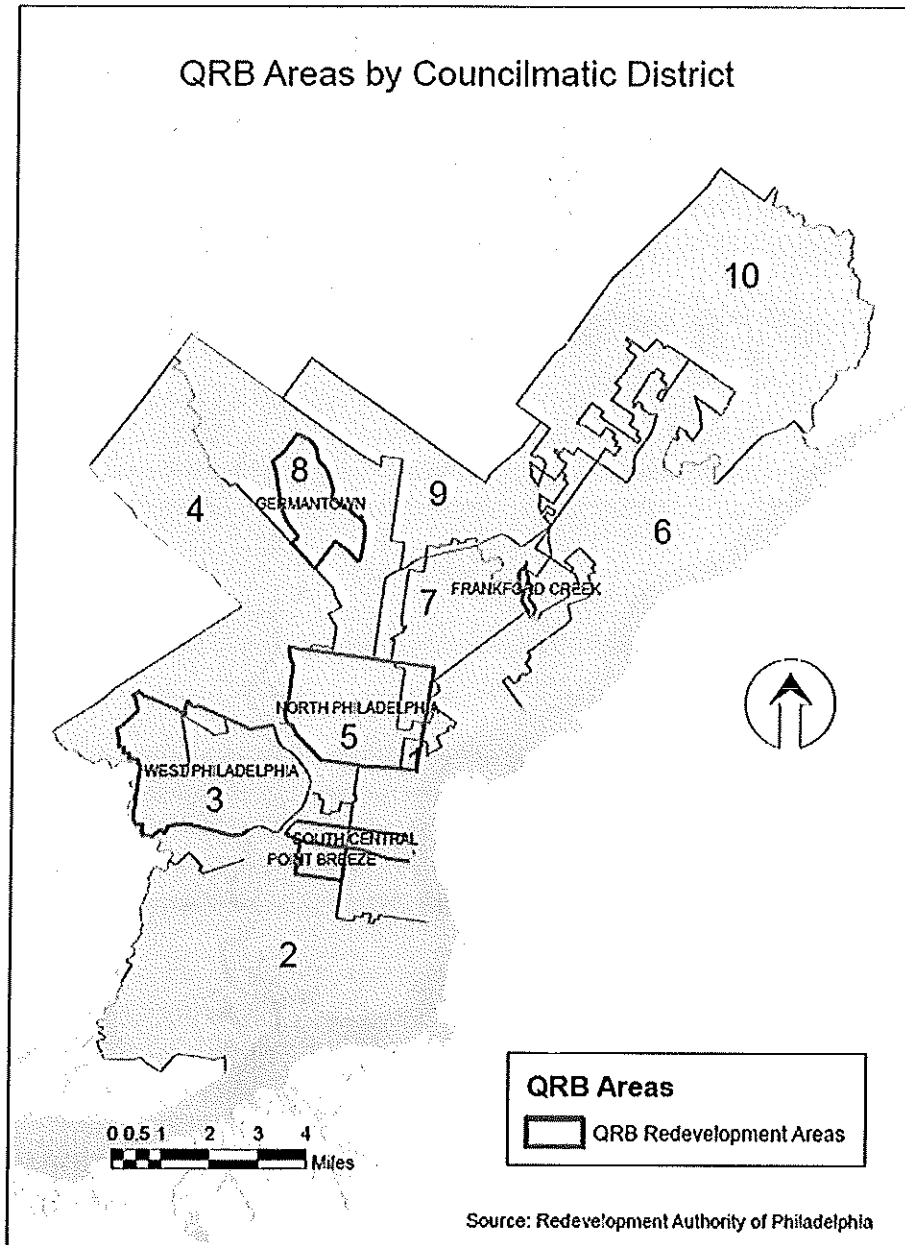 QRB Areas by Councilmatic District
10
8
GERMANTOWN
4
9
6
7
FRANKFORD CREEK
NORTH PHILADELPHIA
5
WEST PHILADELPHIA
3
SOUTH CENTRAL
POINT BREEZE
2
QRB Areas
QRB Redevelopment Areas
0 0.5 1 2 3 4
Miles
Source: Redevelopment Authority of Philadelphia